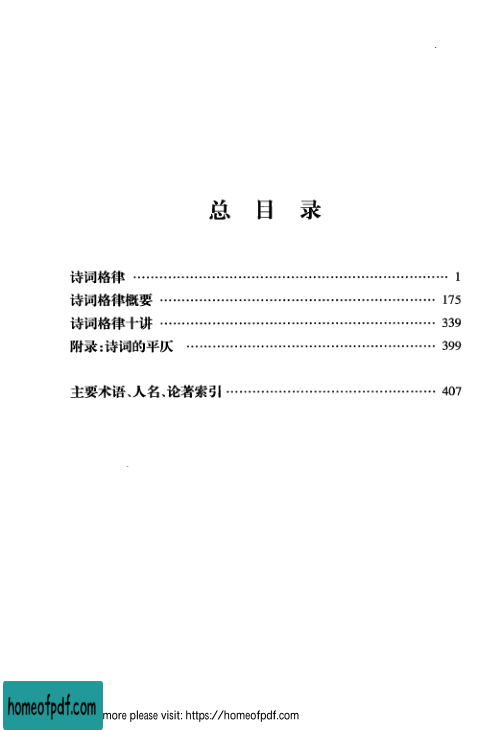 总 目 录
诗词格律 …………………………………………………………… 1
诗词格律概要 ……………………………………………………… 175
诗词格律十讲 ……………………………………………………… 339
附录:诗词的平仄 ………………………………………………… 399
主要术语、人名、论著索引 ………………………………………… 407
homeofpdf.com
more please visit: https://homeofpdf.com